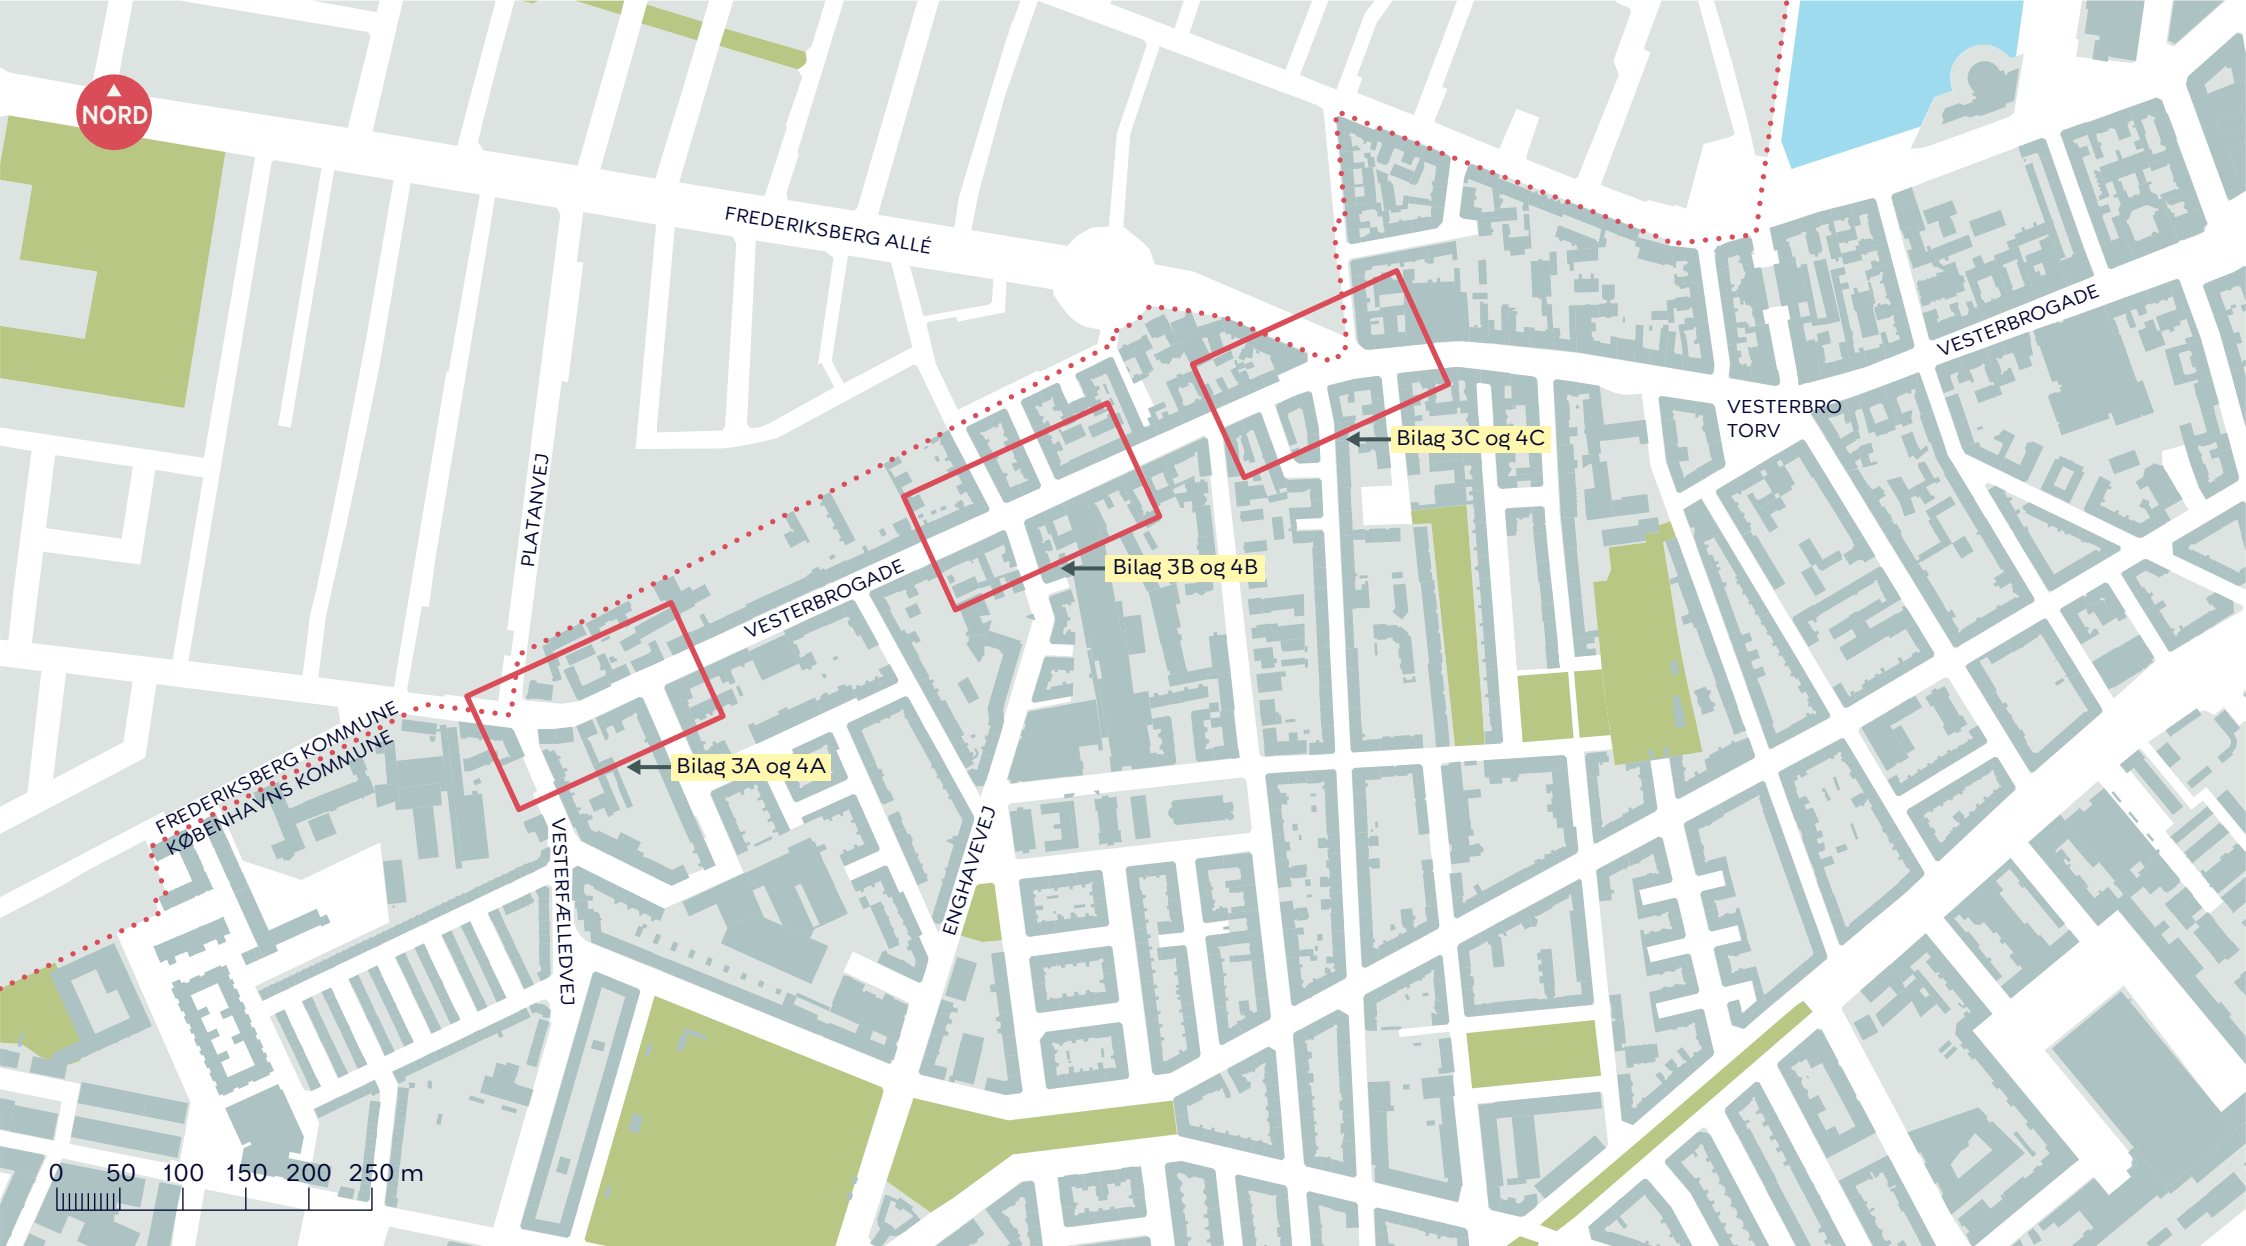 NORD
FREDERIKSBERG ALLÉ
VESTERBROGADE
VESTERBRO
TORV
Bilag 3C og 4C
PLATANVEJ
Bilag 3B og 4B
VESTERBROGADE
FREDERIKSBERG KOMMUNE
KØBENHAVNS KOMMUNE
Bilag 3A og 4A
VESTERFÆLLEDVEJ
ENGHAVEVEJ
0 50 100 150 200 250 m